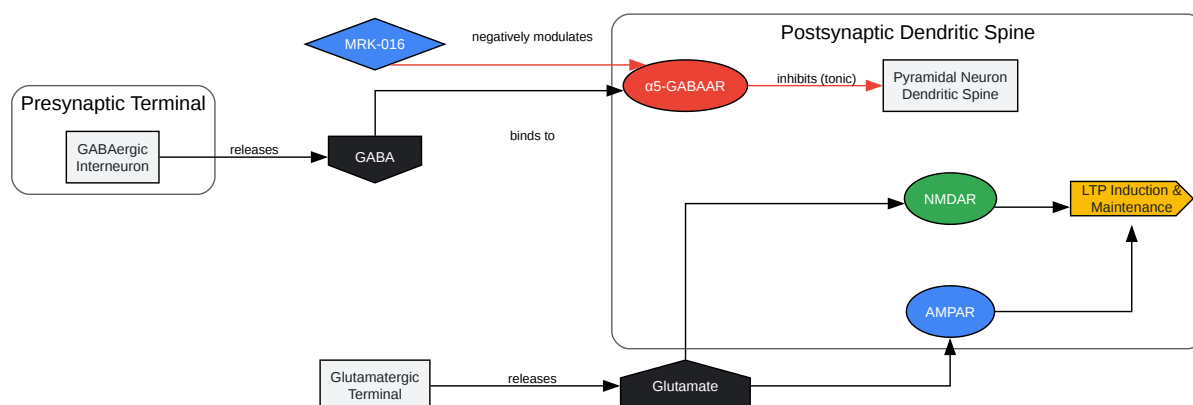 Postsynaptic Dendritic Spine
MRK-016
negatively modulates
α5-GABAAR
inhibits (tonic)
Pyramidal Neuron
Dendritic Spine
Presynaptic Terminal
GABAergic
Interneuron
releases
GABA
binds to
NMDAR
LTP Induction &
Maintenance
AMPAR
Glutamatergic
Terminal
releases
Glutamate